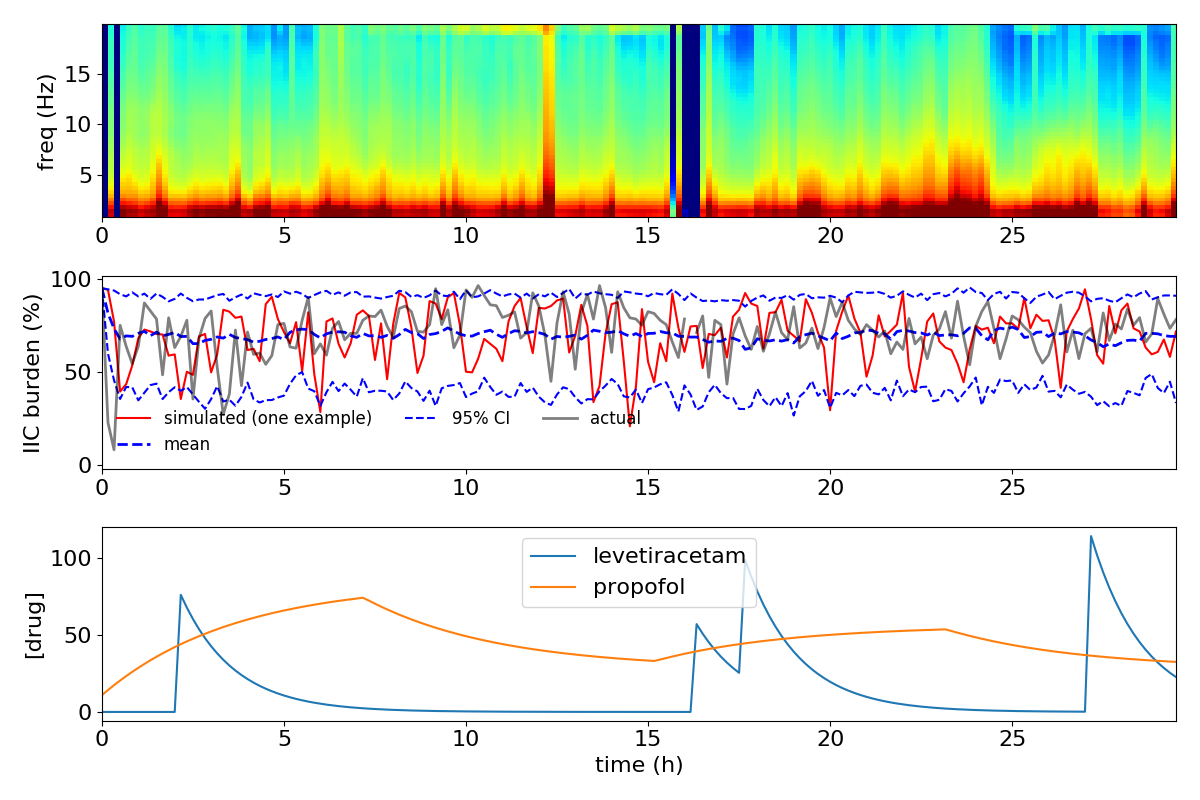 freq (Hz)
15
10
5
0 5 10 15 20 25
IIC burden (%)
100
50
0
simulated (one example) 95% CI actual
mean
0 5 10 15 20 25
[drug]
100
50
0
levetiracetam
propofol
0 5 10 15 20 25
time (h)